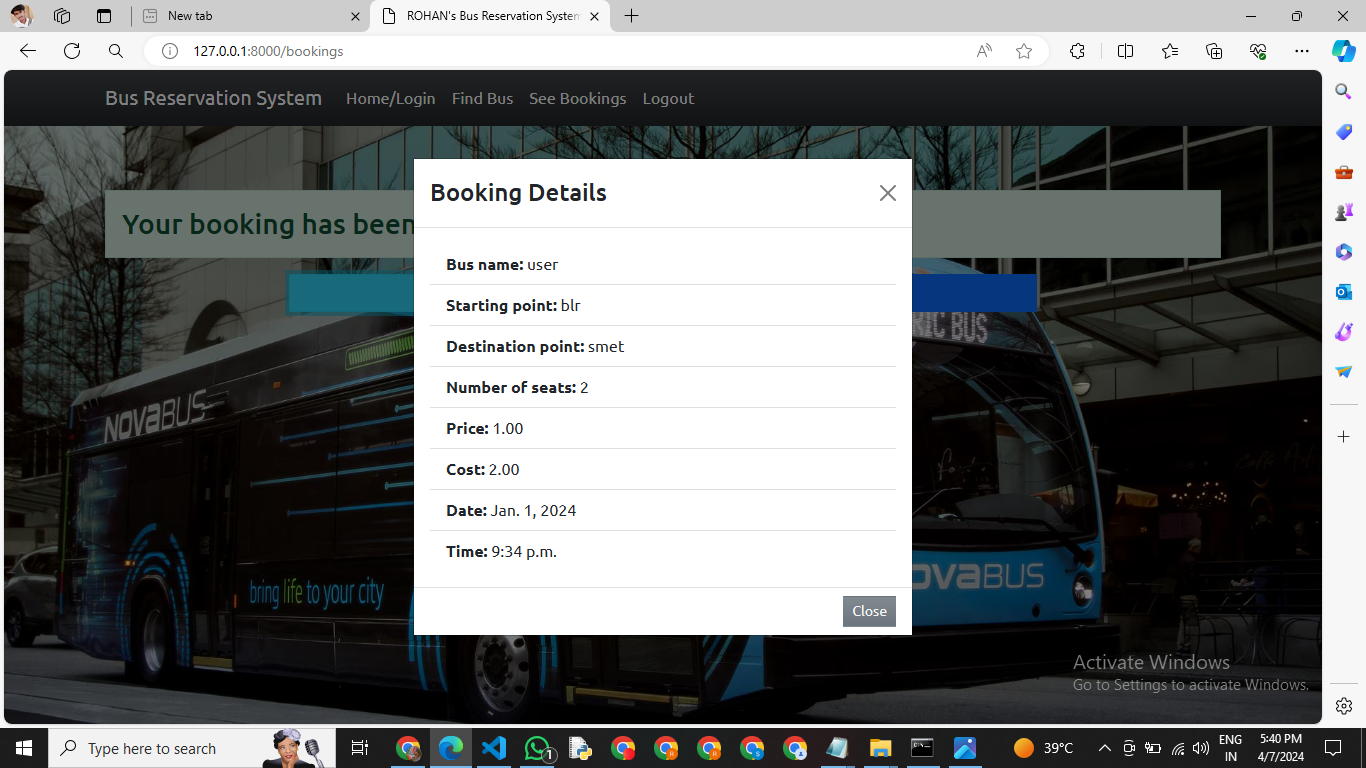 New tab
ROHAN's Bus Reservation System
127.0.0.1:8000/bookings
Bus Reservation System Home/Login Find Bus See Bookings Logout
Your booking has been
Booking Details
Bus name: user
Starting point: blr
Destination point: smet
Number of seats: 2
Price: 1.00
Cost: 2.00
Date: Jan. 1, 2024
Time: 9:34 p.m.
Close
RIC BUS
NOVABUS
bring life to your city
OVABUS
Activate Windows
Go to Settings to activate Windows.
Type here to search
1
39°C
ENG
IN
5:40 PM
4/7/2024